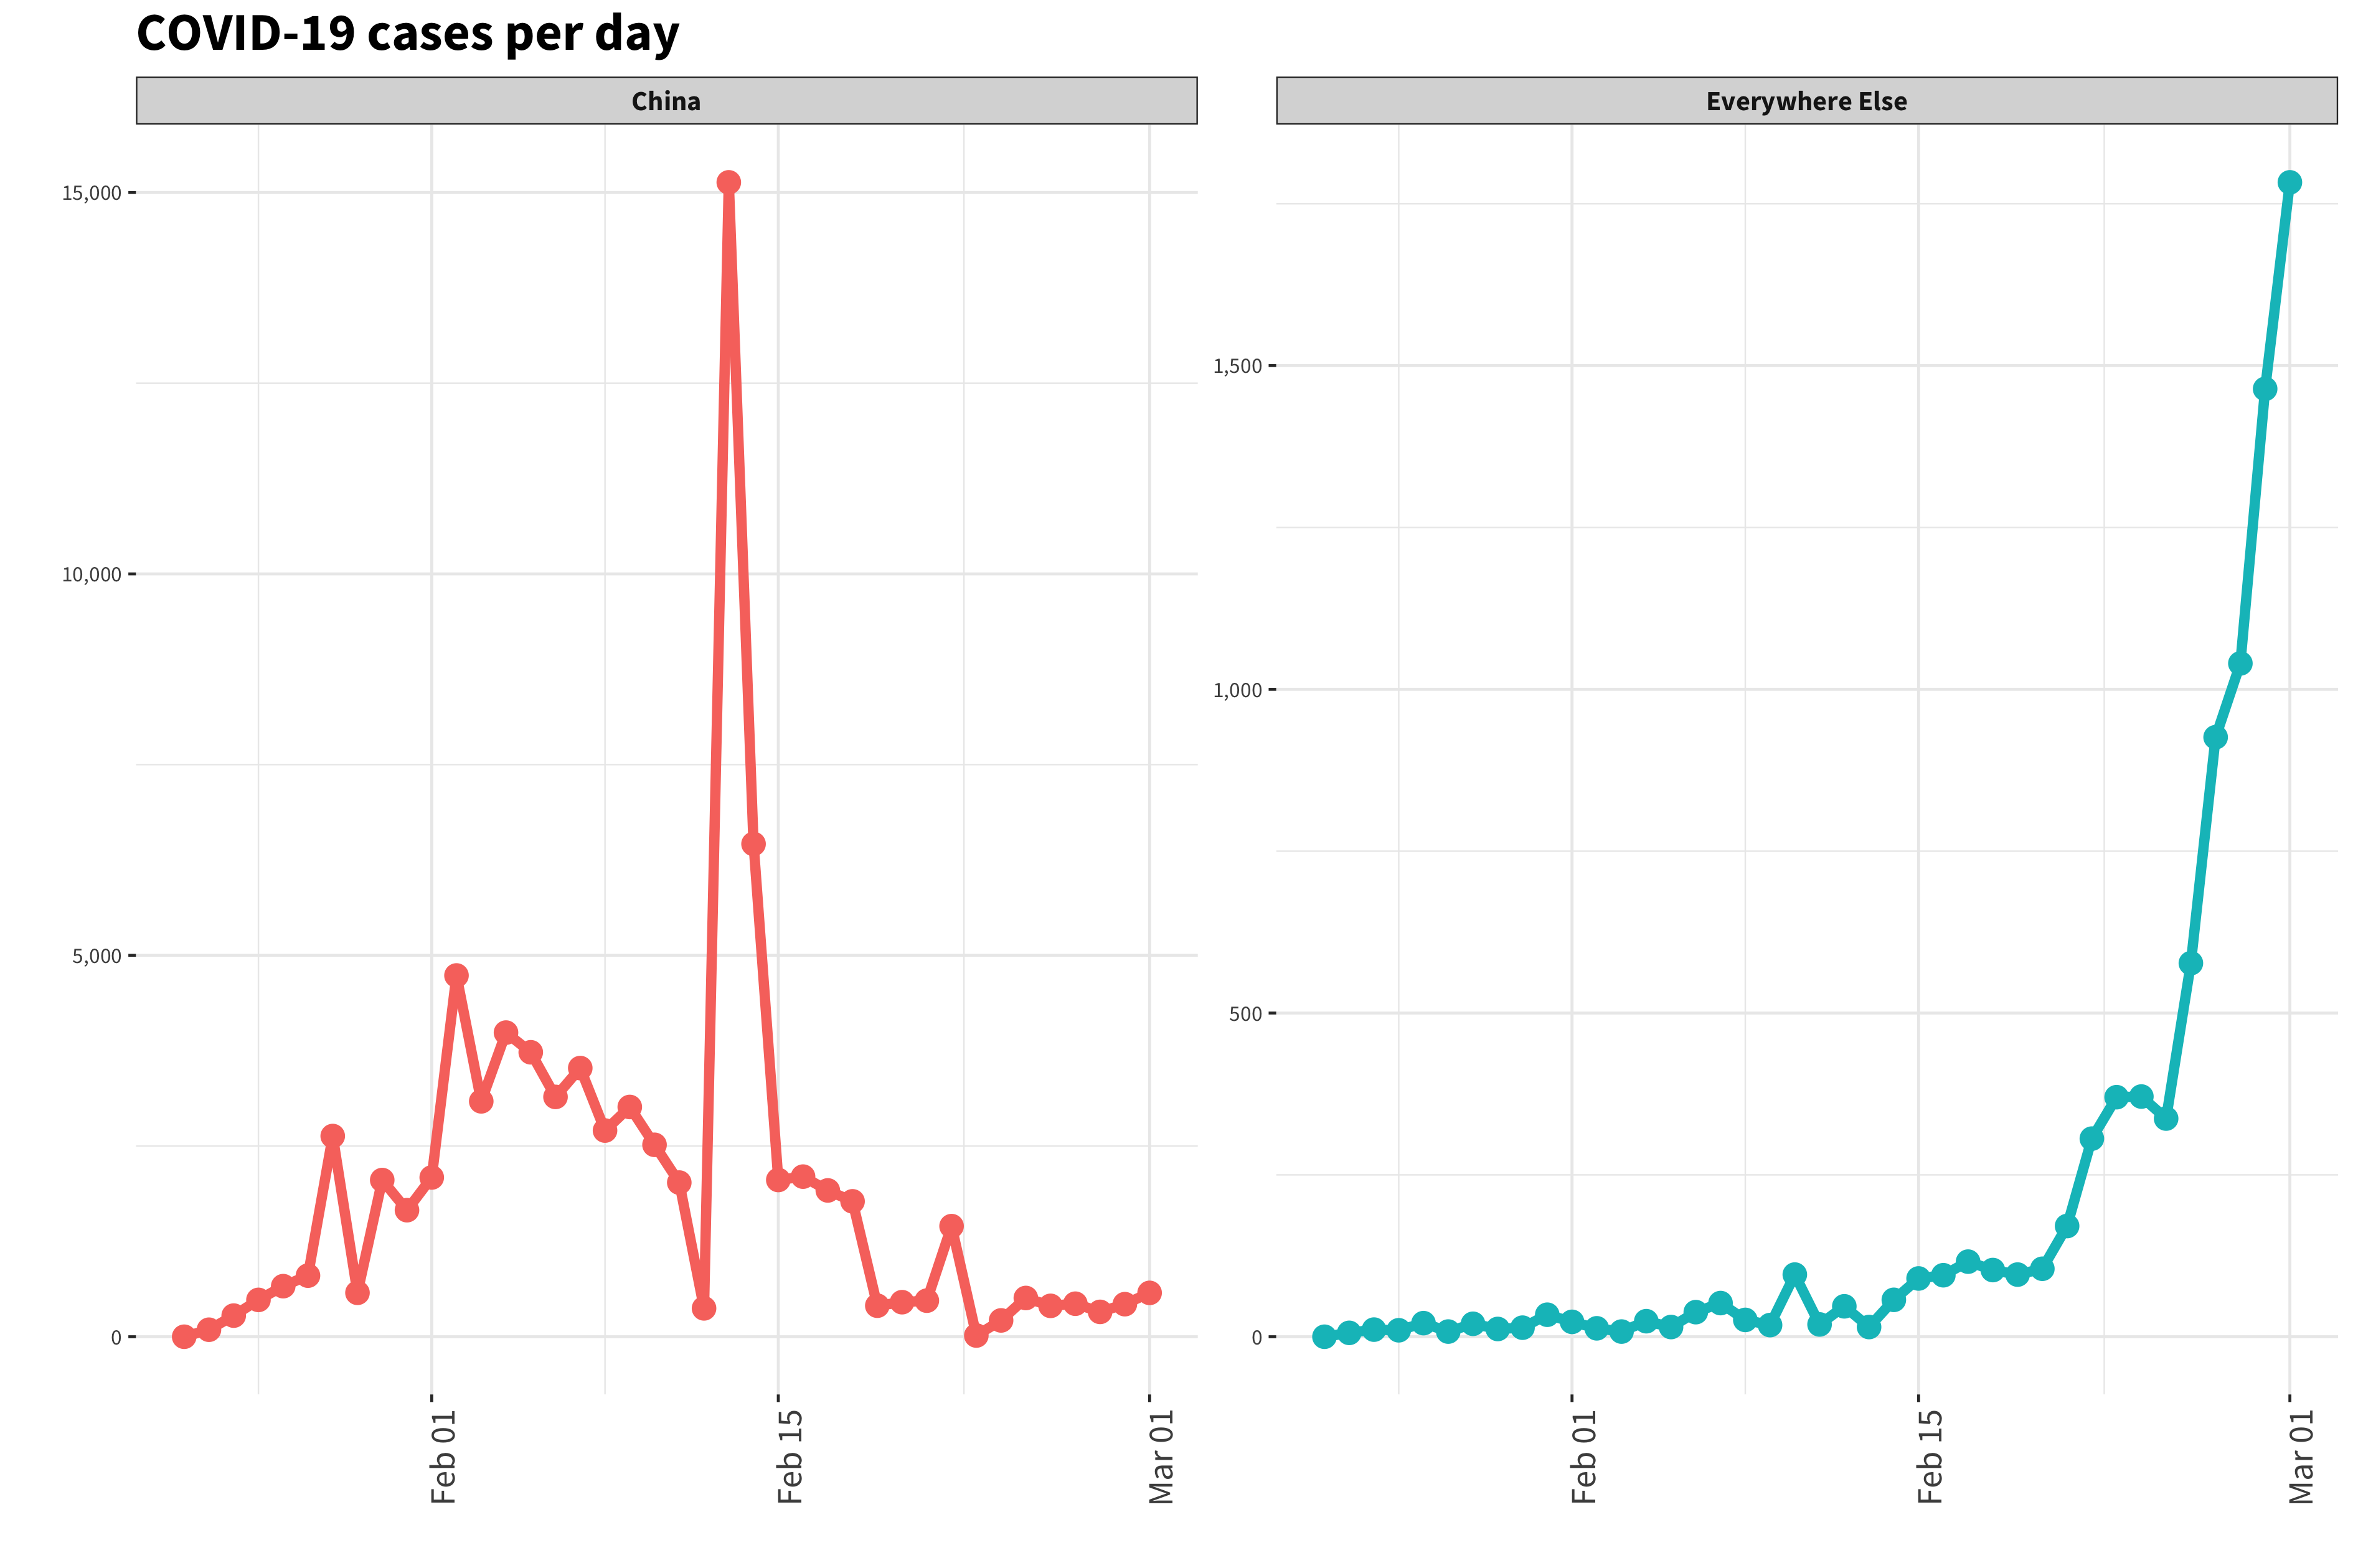 COVID-19 cases per day
China
Everywhere Else
15,000
10,000
5,000
0
Feb 01
Feb 15
Mar 01
1,500
1,000
500
0
Feb 01
Feb 15
Mar 01